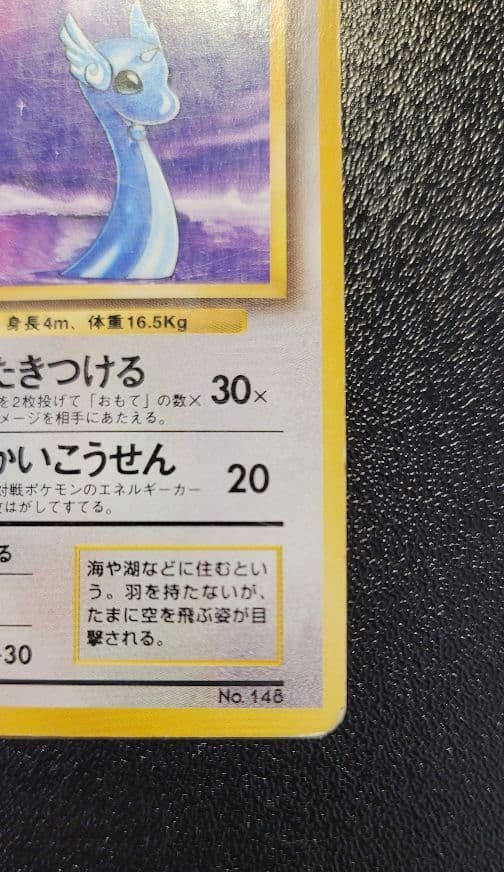 身長4m、体重16.5Kg
たきつける 30×
を2枚投げて「おもて」の数×
メージを相手にあたえる。
かいこうせん 20
対戦ポケモンのエネルギーカー
はがしてすてる。
る
海や湖などに住むとい
う。羽を持たないが、
たまに空を飛ぶ姿が目
撃される。
-30
No. 148